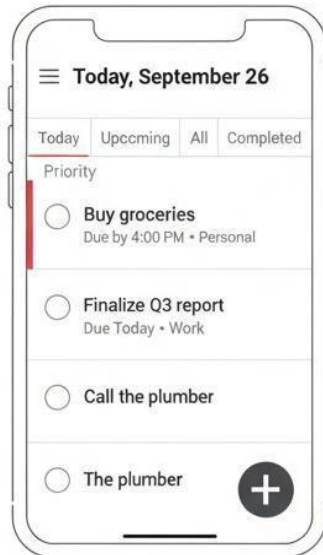 Today, September 26
Today Upccming All Completed
Priority
Buy groceries
Due by 4:00 PM • Personal
Finalize Q3 report
Due Today • Work
Call the plumber
The plumber